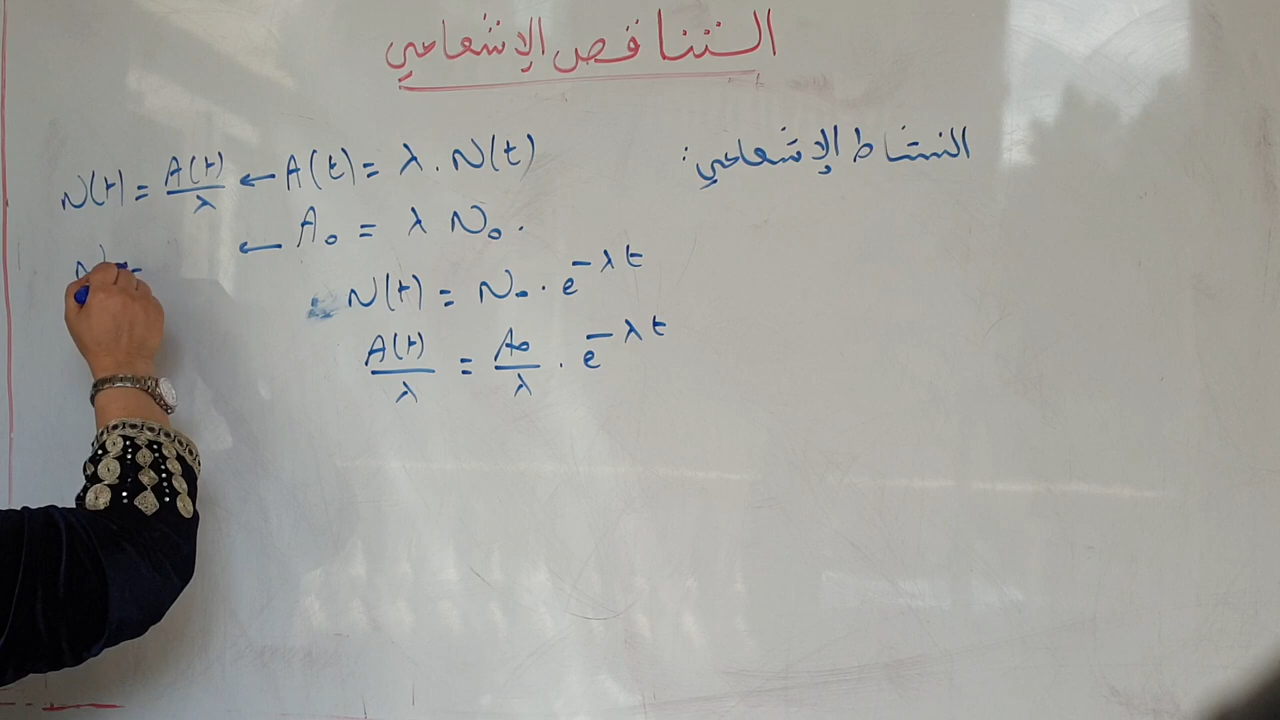 التناقص الإشعاعي
النشاط الإشعاعي:
N(t) = A(t)/λ ← A(t) = λ . N(t)
← A₀ = λ N₀ .
N(t) = N₀ . e^-λt
A(t)/λ = A₀/λ . e^-λt